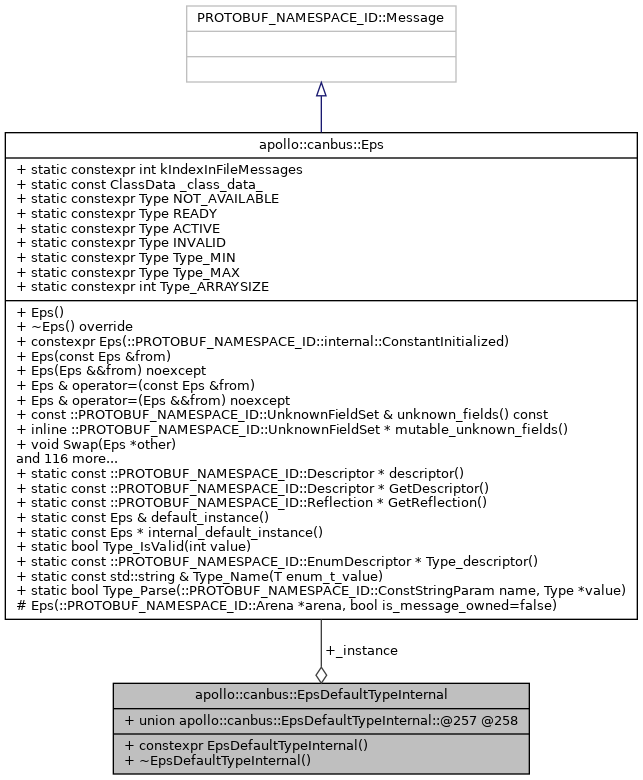 PROTOBUF_NAMESPACE_ID::Message
apollo::canbus::Eps
+ static constexpr int kIndexInFileMessages
+ static const ClassData _class_data_
+ static constexpr Type NOT_AVAILABLE
+ static constexpr Type READY
+ static constexpr Type ACTIVE
+ static constexpr Type INVALID
+ static constexpr Type Type_MIN
+ static constexpr Type Type_MAX
+ static constexpr int Type_ARRAYSIZE
+ Eps()
+ ~Eps() override
+ constexpr Eps(::PROTOBUF_NAMESPACE_ID::internal::ConstantInitialized)
+ Eps(const Eps &from)
+ Eps(Eps &&from) noexcept
+ Eps & operator=(const Eps &from)
+ Eps & operator=(Eps &&from) noexcept
+ const ::PROTOBUF_NAMESPACE_ID::UnknownFieldSet & unknown_fields() const
+ inline ::PROTOBUF_NAMESPACE_ID::UnknownFieldSet * mutable_unknown_fields()
+ void Swap(Eps *other)
and 116 more...
+ static const ::PROTOBUF_NAMESPACE_ID::Descriptor * descriptor()
+ static const ::PROTOBUF_NAMESPACE_ID::Descriptor * GetDescriptor()
+ static const ::PROTOBUF_NAMESPACE_ID::Reflection * GetReflection()
+ static const Eps & default_instance()
+ static const Eps * internal_default_instance()
+ static bool Type_IsValid(int value)
+ static const ::PROTOBUF_NAMESPACE_ID::EnumDescriptor * Type_descriptor()
+ static const std::string & Type_Name(T enum_t_value)
+ static bool Type_Parse(::PROTOBUF_NAMESPACE_ID::ConstStringParam name, Type *value)
# Eps(::PROTOBUF_NAMESPACE_ID::Arena *arena, bool is_message_owned=false)
+_instance
apollo::canbus::EpsDefaultTypeInternal
+ union apollo::canbus::EpsDefaultTypeInternal::@257 @258
+ constexpr EpsDefaultTypeInternal()
+ ~EpsDefaultTypeInternal()